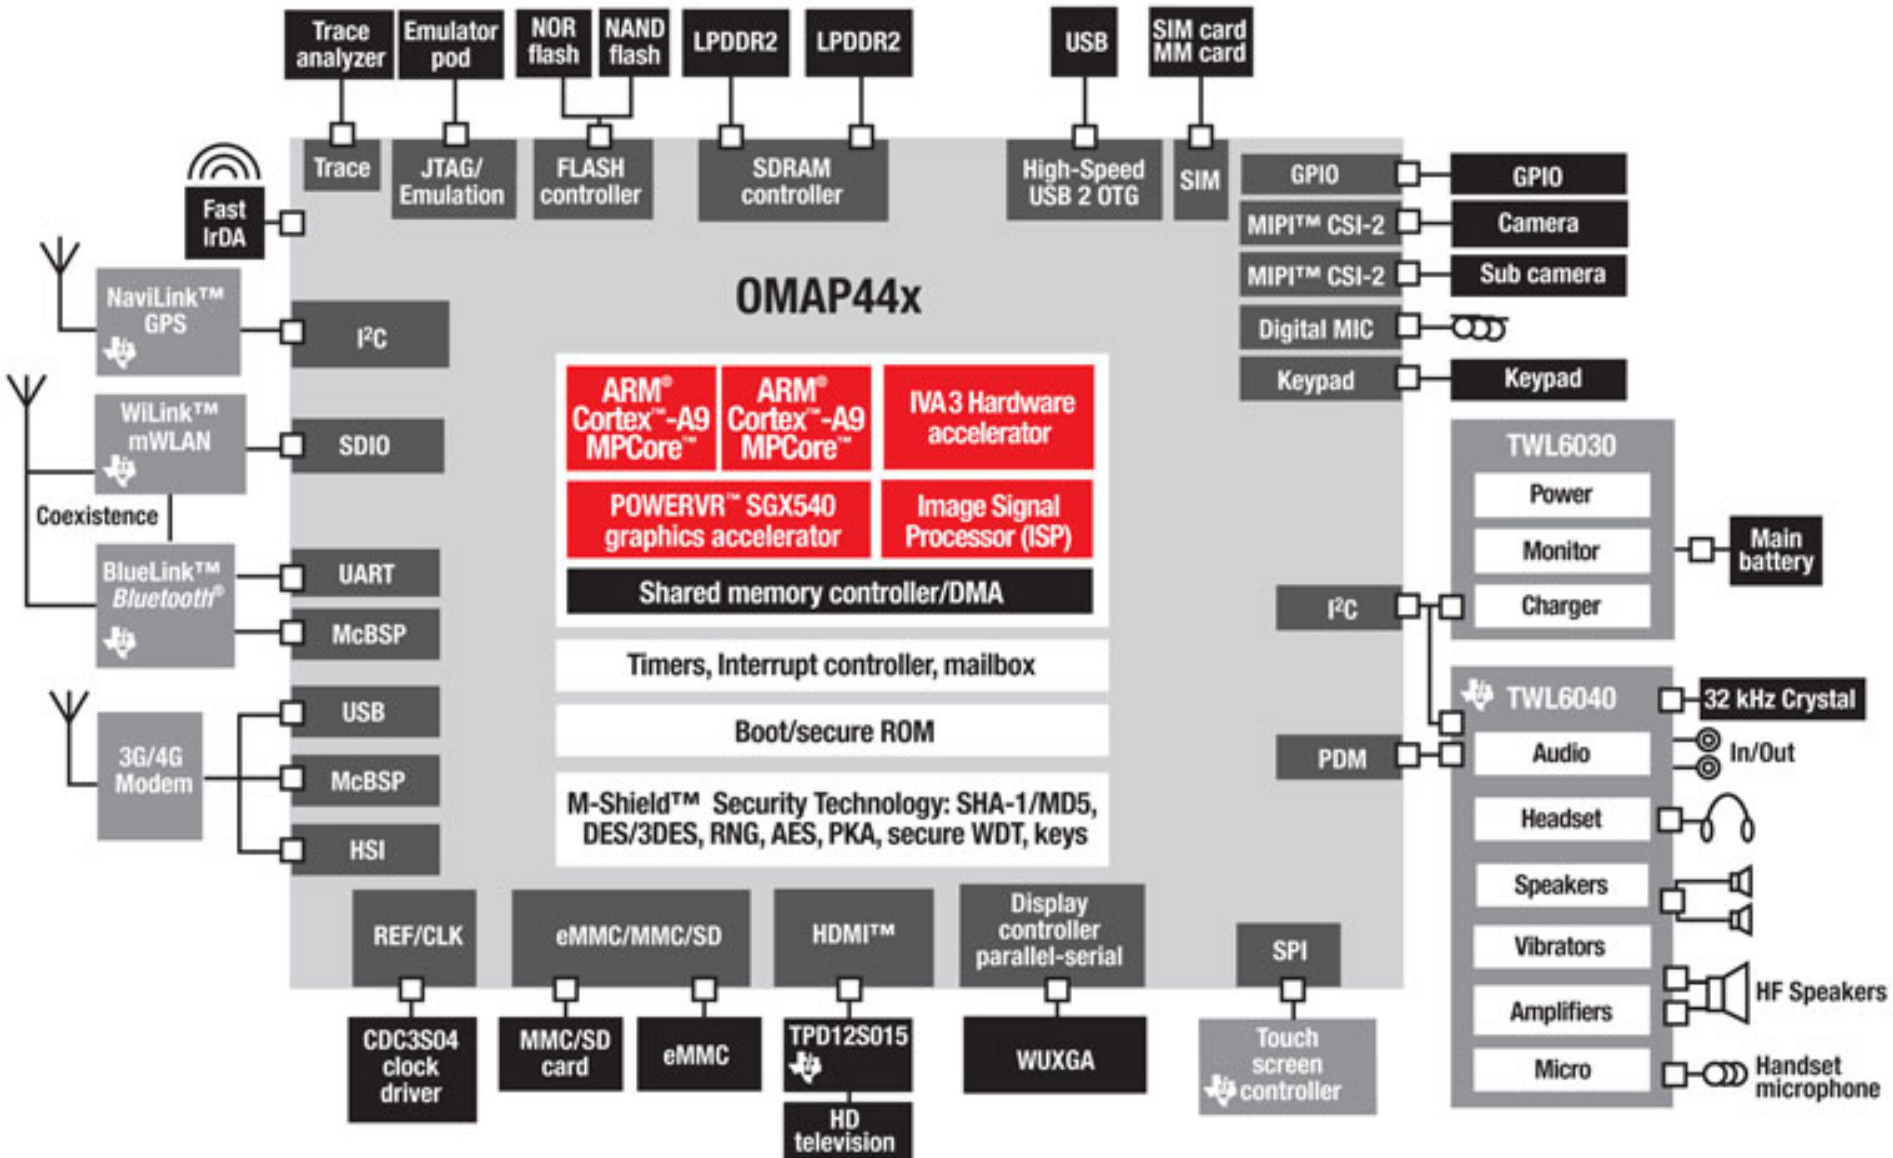 Trace
analyzer
Emulator
pod
NOR
flash
NAND
flash
LPDDR2
LPDDR2
USB
SIM card
MM card
Trace
JTAG/
Emulation
FLASH
controller
SDRAM
controller
High-Speed
USB 2 OTG
SIM
GPIO
GPIO
Fast
IrDA
MIPI™ CSI-2
Camera
MIPI™ CSI-2
Sub camera
Digital MIC
Keypad
Keypad
OMAP44x
NaviLink™
GPS
I²C
WiLink™
mWLAN
SDIO
Coexistence
BlueLink™
Bluetooth®
UART
McBSP
3G/4G
Modem
USB
McBSP
HSI
ARM®
Cortex™-A9
MPCore™
ARM®
Cortex™-A9
MPCore™
IVA3 Hardware
accelerator
POWERVR™ SGX540
graphics accelerator
Image Signal
Processor (ISP)
Shared memory controller/DMA
Timers, Interrupt controller, mailbox
Boot/secure ROM
M-Shield™ Security Technology: SHA-1/MD5,
DES/3DES, RNG, AES, PKA, secure WDT, keys
I²C
PDM
TWL6030
Power
Monitor
Charger
Main
battery
TWL6040
32 kHz Crystal
Audio
In/Out
Headset
Speakers
Vibrators
Amplifiers
HF Speakers
Micro
Handset
microphone
REF/CLK
eMMC/MMC/SD
HDMI™
Display
controller
parallel-serial
SPI
CDC3S04
clock
driver
MMC/SD
card
eMMC
TPD12S015
HD
television
WUXGA
Touch
screen
controller